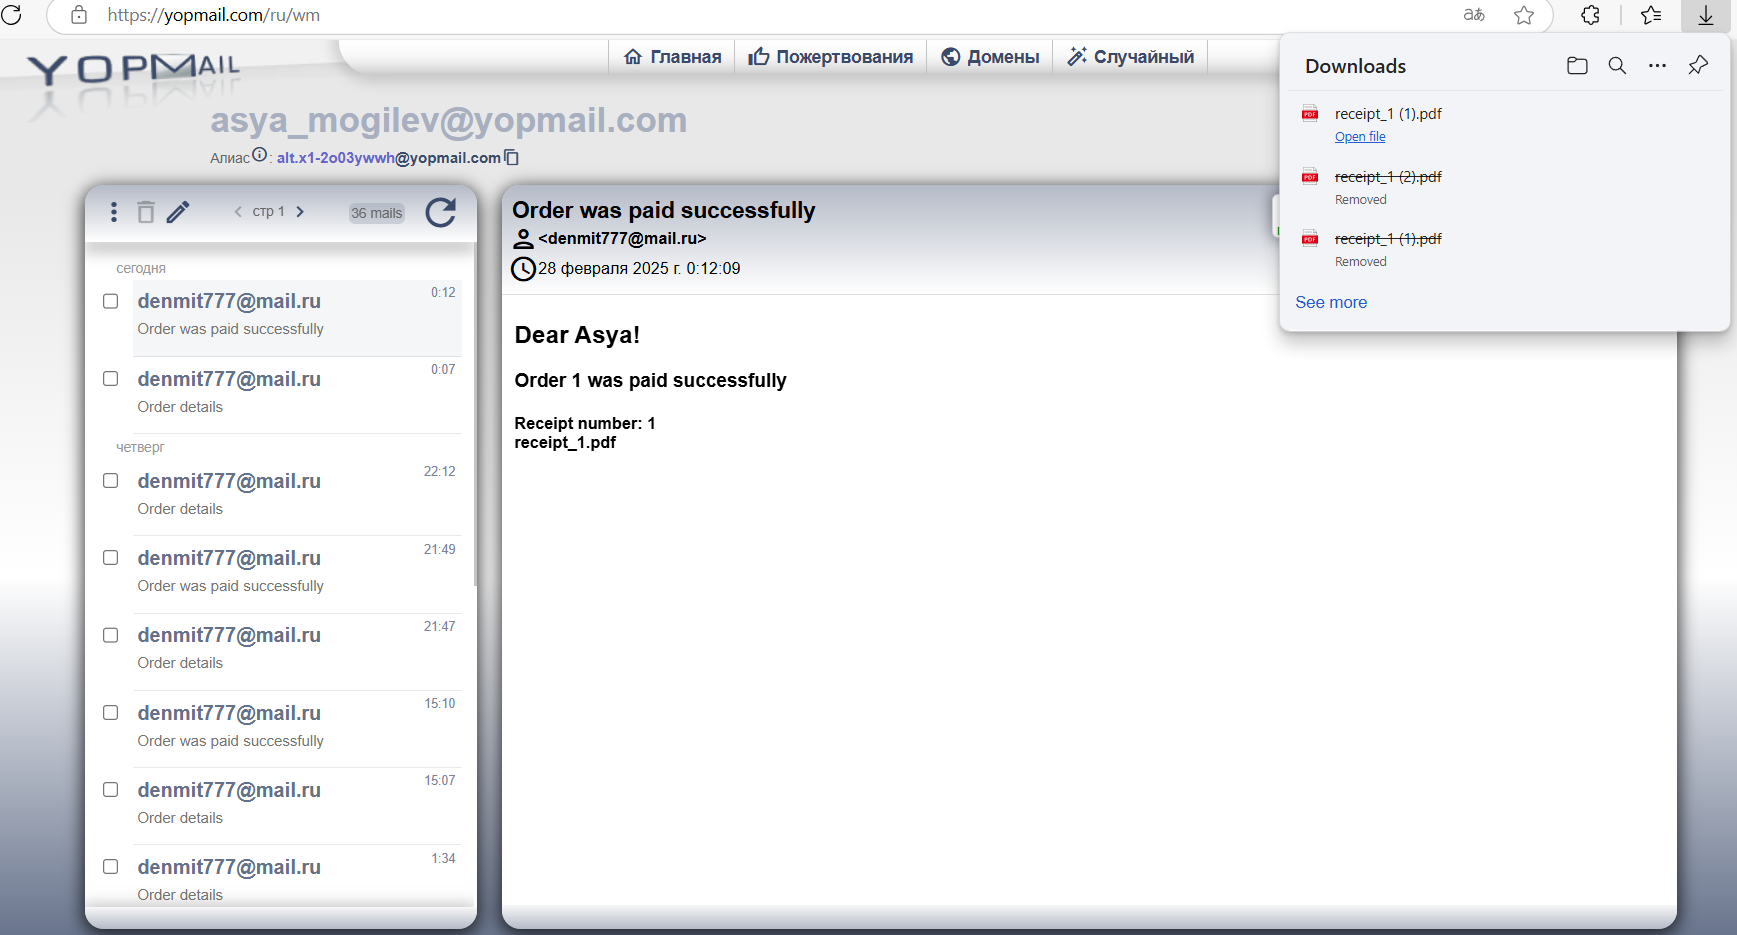 https://yopmail.com/ru/wm
aあ
YOPMAIL
Главная
Пожертвования
Домены
Случайный
asya_mogilev@yopmail.com
Алиас : alt.x1-2o03ywwh@yopmail.com
стр 1
36 mails
сегодня
denmit777@mail.ru 0:12
Order was paid successfully
denmit777@mail.ru 0:07
Order details
четверг
denmit777@mail.ru 22:12
Order details
denmit777@mail.ru 21:49
Order was paid successfully
denmit777@mail.ru 21:47
Order details
denmit777@mail.ru 15:10
Order was paid successfully
denmit777@mail.ru 15:07
Order details
denmit777@mail.ru 1:34
Order details
Order was paid successfully
<denmit777@mail.ru>
28 февраля 2025 г. 0:12:09
Dear Asya!
Order 1 was paid successfully
Receipt number: 1
receipt_1.pdf
Downloads
PDF receipt_1 (1).pdf
Open file
PDF receipt_1 (2).pdf
Removed
PDF receipt_1 (1).pdf
Removed
See more